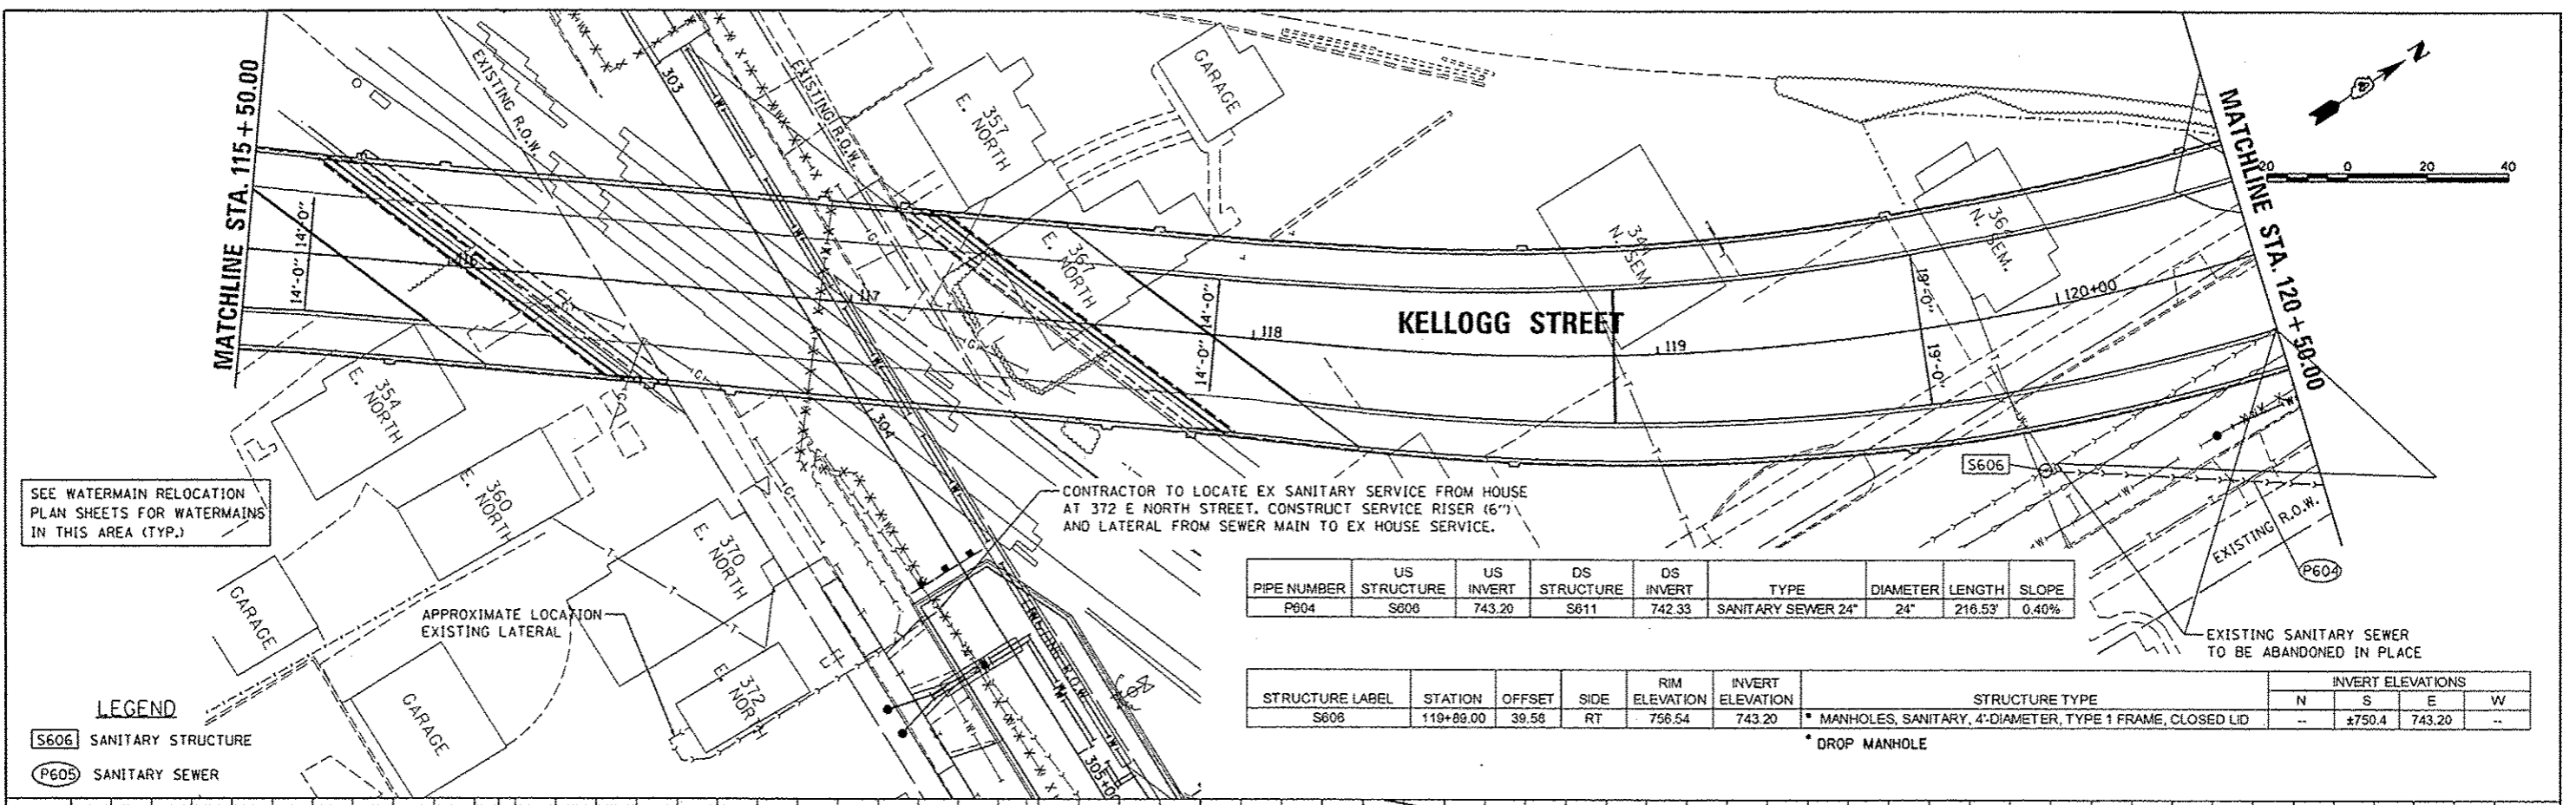 MATCHLINE STA. 115+50.00
EXISTING R.O.W.
303
EXISTING R.O.W.
357
E. NORTH
GARAGE
MATCHLINE STA. 120+50.00
N
20 0 20 40
14'-0" 14'-0"
116
117
367
E. NORTH
14'-0" 14'-0"
118
KELLOGG STREET
N. SEM.
119
19'-0" 19'-0"
N. SEM.
120+00
354
E. NORTH
304
360
E. NORTH
370
E. NORTH
372
E. NORTH
GARAGE
GARAGE
SEE WATERMAIN RELOCATION
PLAN SHEETS FOR WATERMAINS
IN THIS AREA (TYP.)
CONTRACTOR TO LOCATE EX SANITARY SERVICE FROM HOUSE
AT 372 E NORTH STREET. CONSTRUCT SERVICE RISER (6")
AND LATERAL FROM SEWER MAIN TO EX HOUSE SERVICE.
S606
EXISTING R.O.W.
P604
APPROXIMATE LOCATION
EXISTING LATERAL
305+00
EXISTING SANITARY SEWER
TO BE ABANDONED IN PLACE
PIPE NUMBER US STRUCTURE US INVERT DS STRUCTURE DS INVERT TYPE DIAMETER LENGTH SLOPE
P604 S606 743.20 S611 742.33 SANITARY SEWER 24" 24" 216.53' 0.40%
STRUCTURE LABEL STATION OFFSET SIDE RIM ELEVATION INVERT ELEVATION STRUCTURE TYPE INVERT ELEVATIONS
N S E W
S606 119+89.00 39.58 RT 756.54 743.20 * MANHOLES, SANITARY, 4'-DIAMETER, TYPE 1 FRAME, CLOSED LID -- ±750.4 743.20 --
* DROP MANHOLE
LEGEND
S606 SANITARY STRUCTURE
P605 SANITARY SEWER